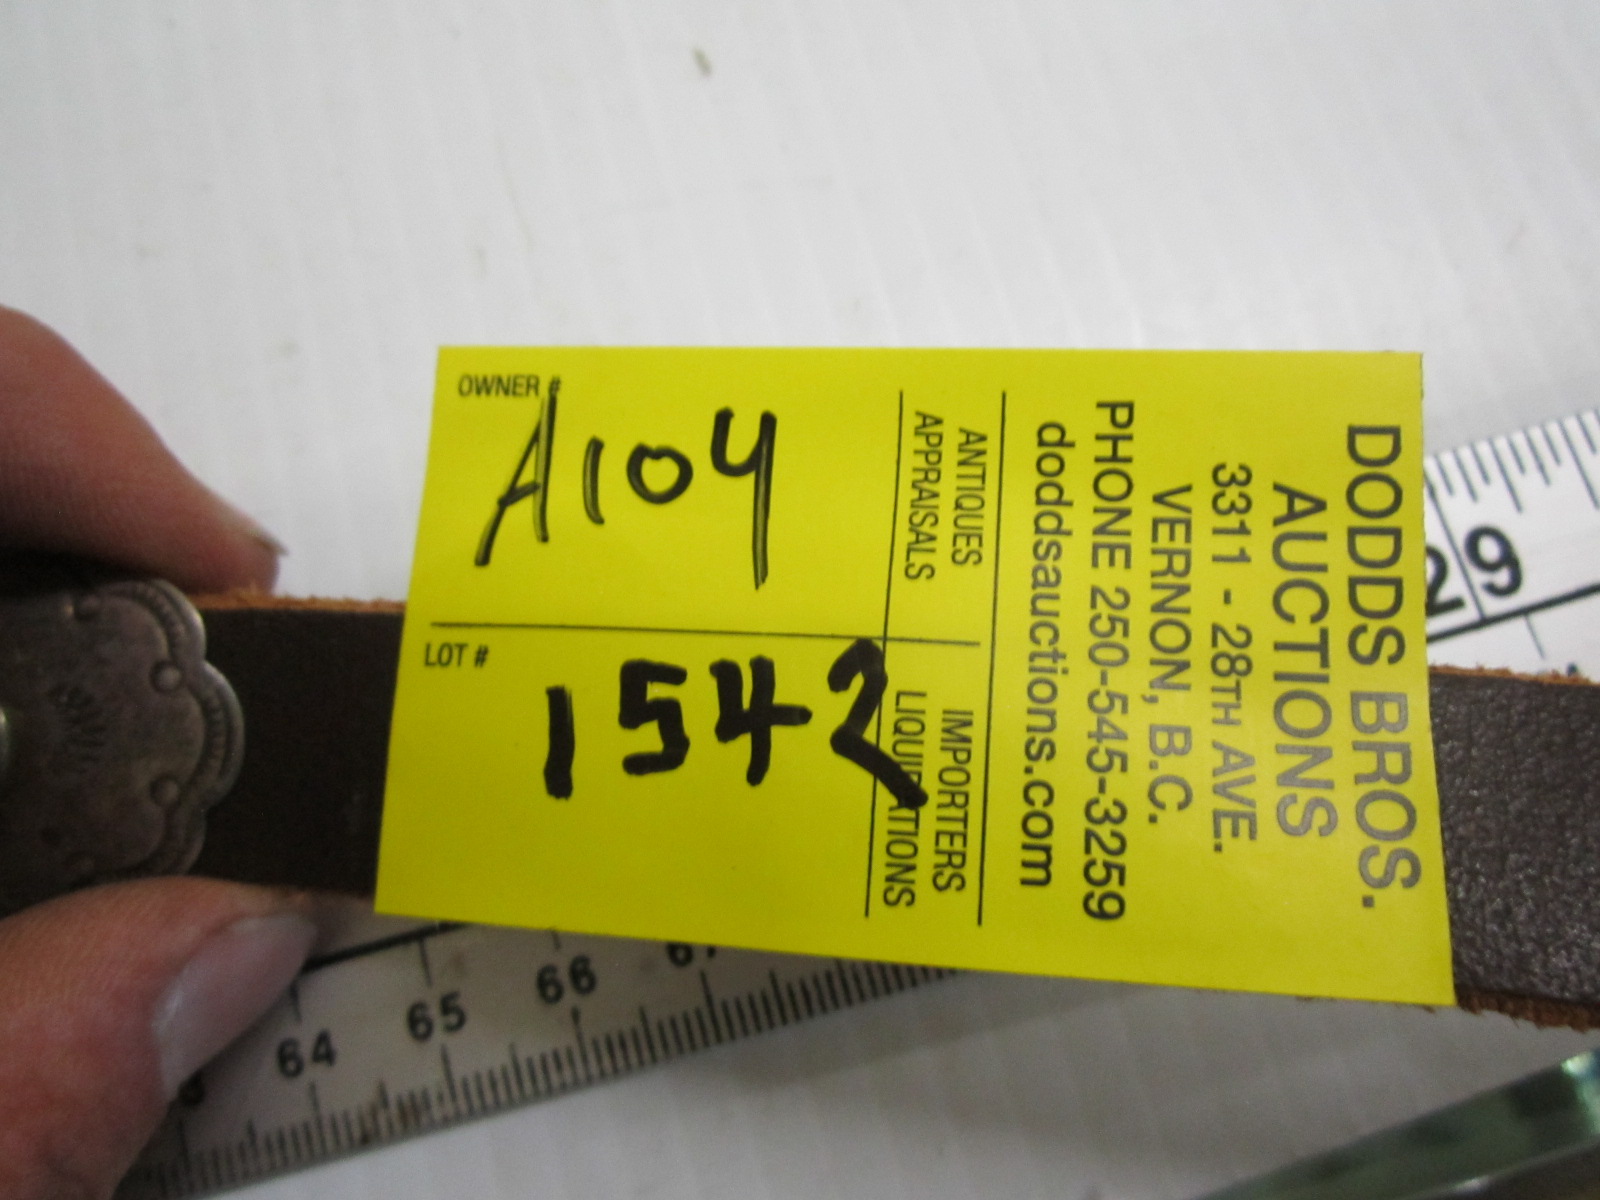 OWNER #
A104
LOT #
1542
DODDS BROS.
AUCTIONS
3311 - 28TH AVE.
VERNON, B.C.
PHONE 250-545-3259
doddsauctions.com
ANTIQUES IMPORTERS
APPRAISALS LIQUIDATIONS
64 65 66 67
29